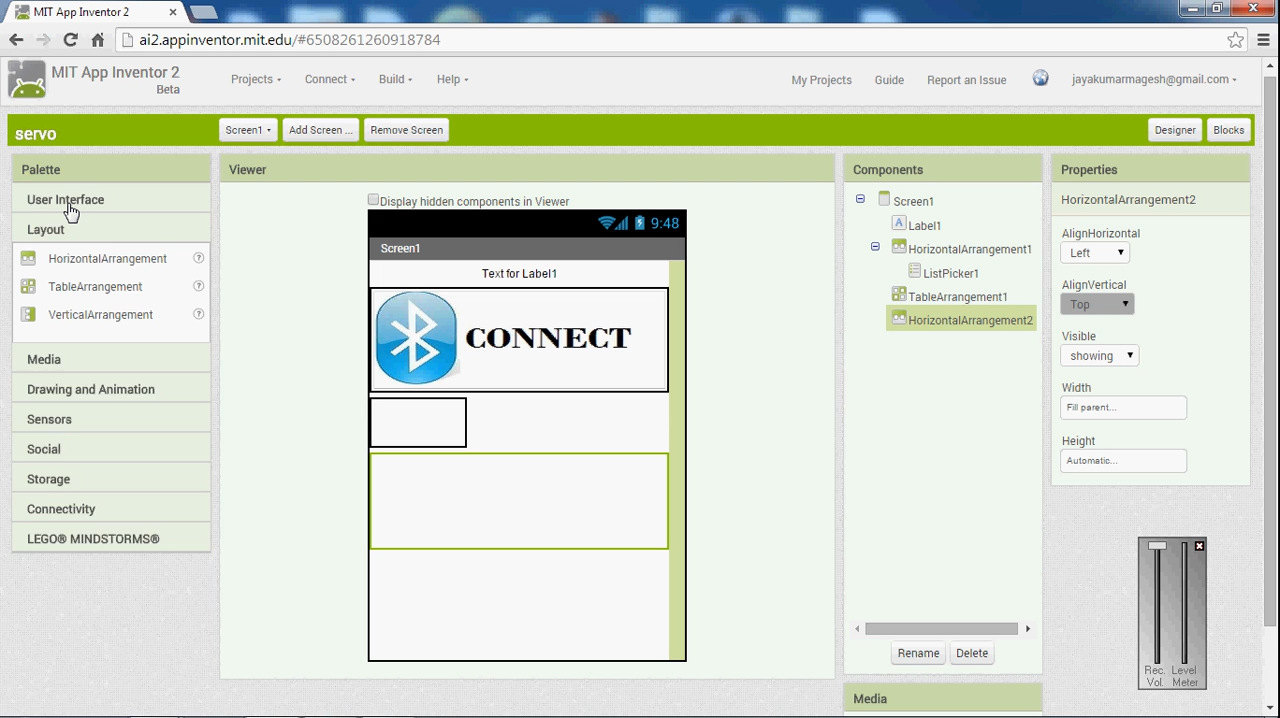 MIT App Inventor 2
ai2.appinventor.mit.edu/#6508261260918784
MIT App Inventor 2
Beta
Projects
Connect
Build
Help
My Projects
Guide
Report an Issue
jayakumarmagesh@gmail.com
servo
Screen1
Add Screen ...
Remove Screen
Designer
Blocks
Palette
User Interface
Layout
HorizontalArrangement
?
TableArrangement
?
VerticalArrangement
?
Media
Drawing and Animation
Sensors
Social
Storage
Connectivity
LEGO® MINDSTORMS®
Viewer
Display hidden components in Viewer
9:48
Screen1
Text for Label1
CONNECT
Components
Screen1
A Label1
HorizontalArrangement1
ListPicker1
TableArrangement1
HorizontalArrangement2
Rename
Delete
Media
Properties
HorizontalArrangement2
AlignHorizontal
Left
AlignVertical
Top
Visible
showing
Width
Fill parent...
Height
Automatic...
Rec. Level
Vol. Meter